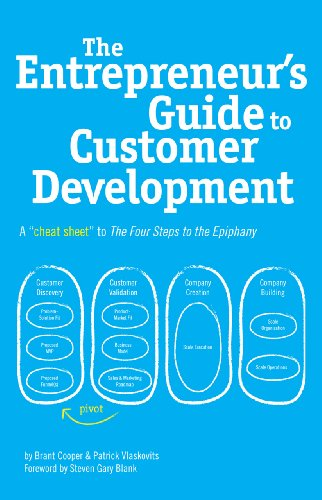 The
Entrepreneur's
Guide to
Customer
Development
A "cheat sheet" to The Four Steps to the Epiphany
Customer
Discovery
Problem-
Solution Fit
Proposed
MVP
Proposed
Funnel(s)
Customer
Validation
Product-
Market Fit
Business
Model
Sales & Marketing
Roadmap
Company
Creation
Scale Execution
Company
Building
Scale
Organization
Scale Operations
pivot
by Brant Cooper & Patrick Vlaskovits
Foreword by Steven Gary Blank